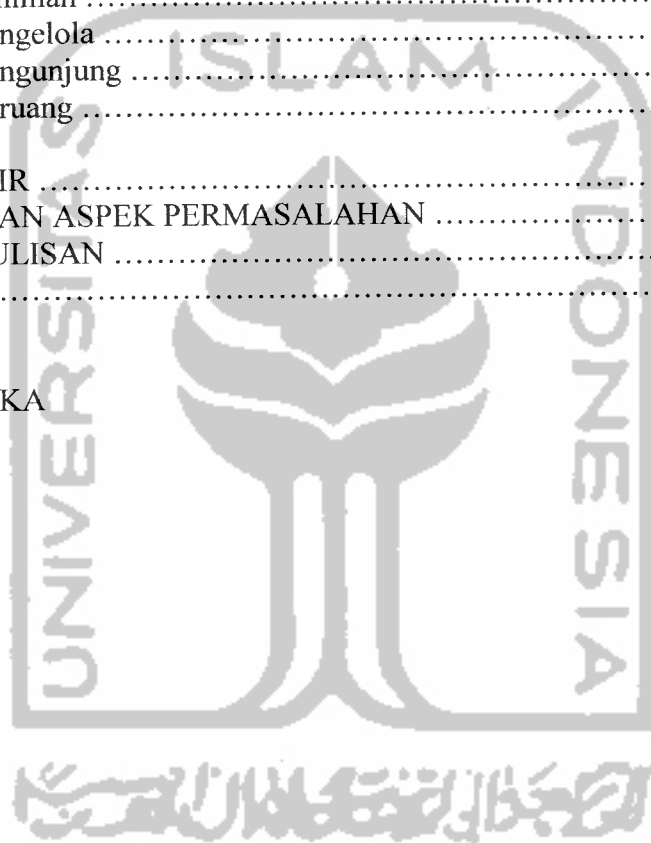 ngelola ........................................................
ngunjung ........................................................
ruang ........................................................
IR ........................................................
AN ASPEK PERMASALAHAN ........................
ULISAN ........................................................
........................................................
KA
UNIVERSITAS ISLAM INDONESIA